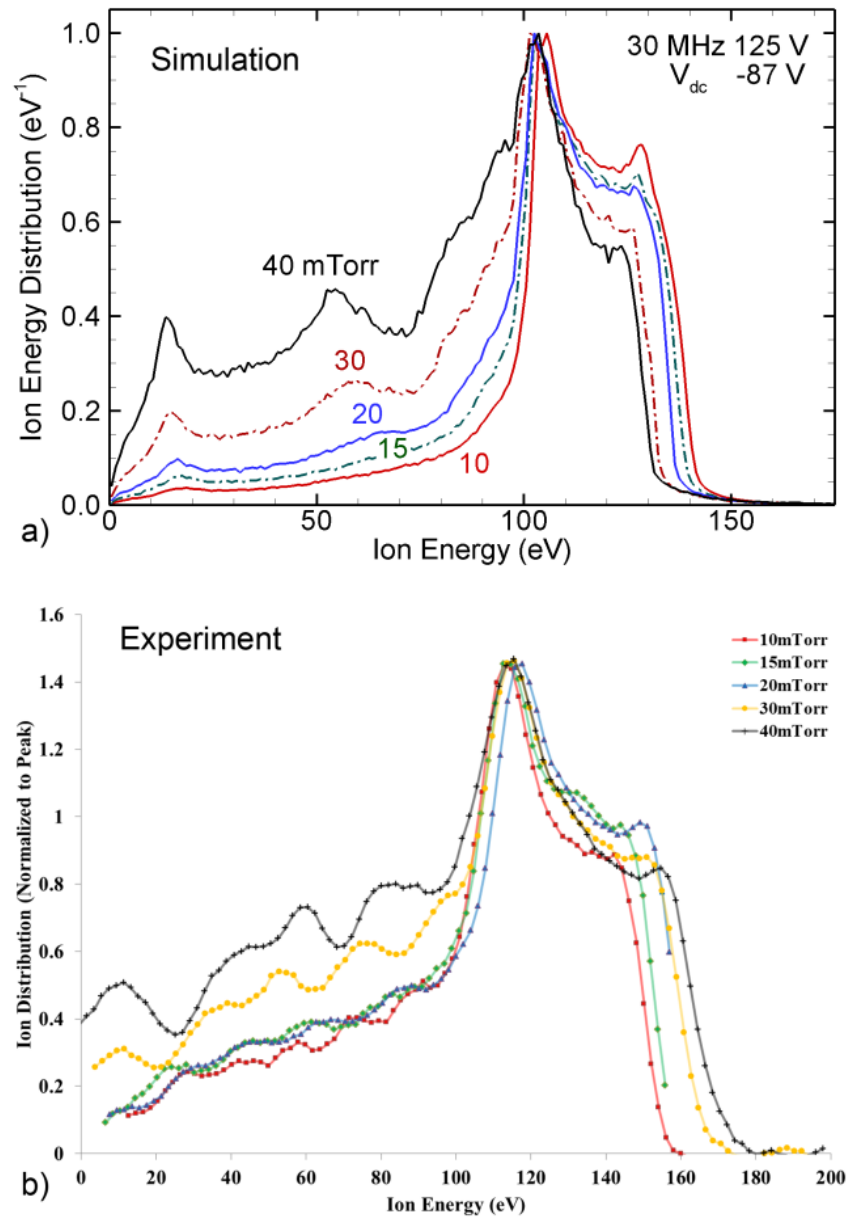 1.0
0.8
0.6
0.4
0.2
0.0
Ion Energy Distribution (eV⁻¹)
Simulation
30 MHz 125 V
V_dc -87 V
40 mTorr
30
20
15
10
0
50
100
150
Ion Energy (eV)
a)
1.6
1.4
1.2
1
0.8
0.6
0.4
0.2
0
Ion Distribution (Normalized to Peak)
Experiment
10mTorr
15mTorr
20mTorr
30mTorr
40mTorr
0
20
40
60
80
100
120
140
160
180
200
Ion Energy (eV)
b)